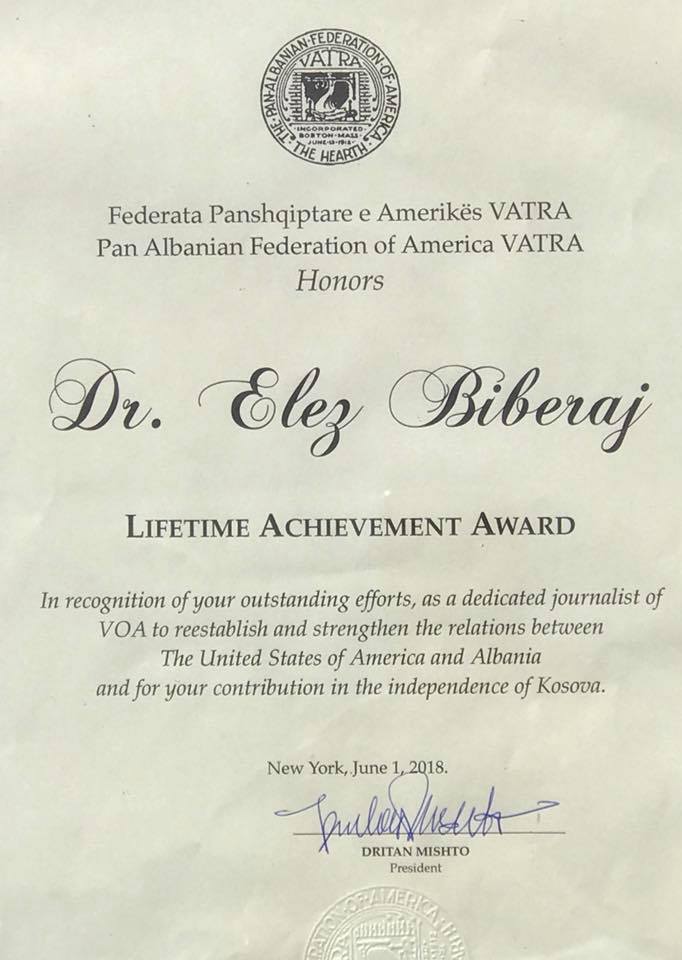 THE PAN-ALBANIAN-FEDERATION-OF-AMERICA
VATRA
INCORPORATED
BOSTON-MASS.
THE HEARTH
Federata Panshqiptare e Amerikës VATRA
Pan Albanian Federation of America VATRA
Honors
Dr. Elez Biberaj
LIFETIME ACHIEVEMENT AWARD
In recognition of your outstanding efforts, as a dedicated journalist of
VOA to reestablish and strengthen the relations between
The United States of America and Albania
and for your contribution in the independence of Kosova.
New York, June 1, 2018.
DRITAN MISHTO
President